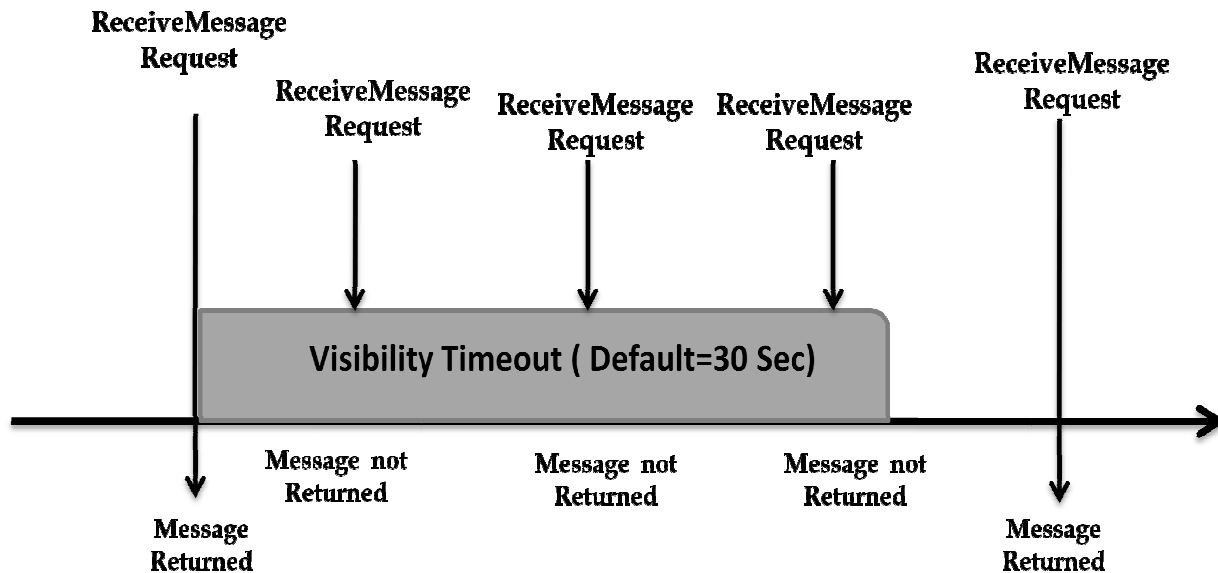 ReceiveMessage
Request
ReceiveMessage
Request
ReceiveMessage
Request
ReceiveMessage
Request
ReceiveMessage
Request
Visibility Timeout ( Default=30 Sec)
Message not
Returned
Message not
Returned
Message not
Returned
Message
Returned
Message
Returned